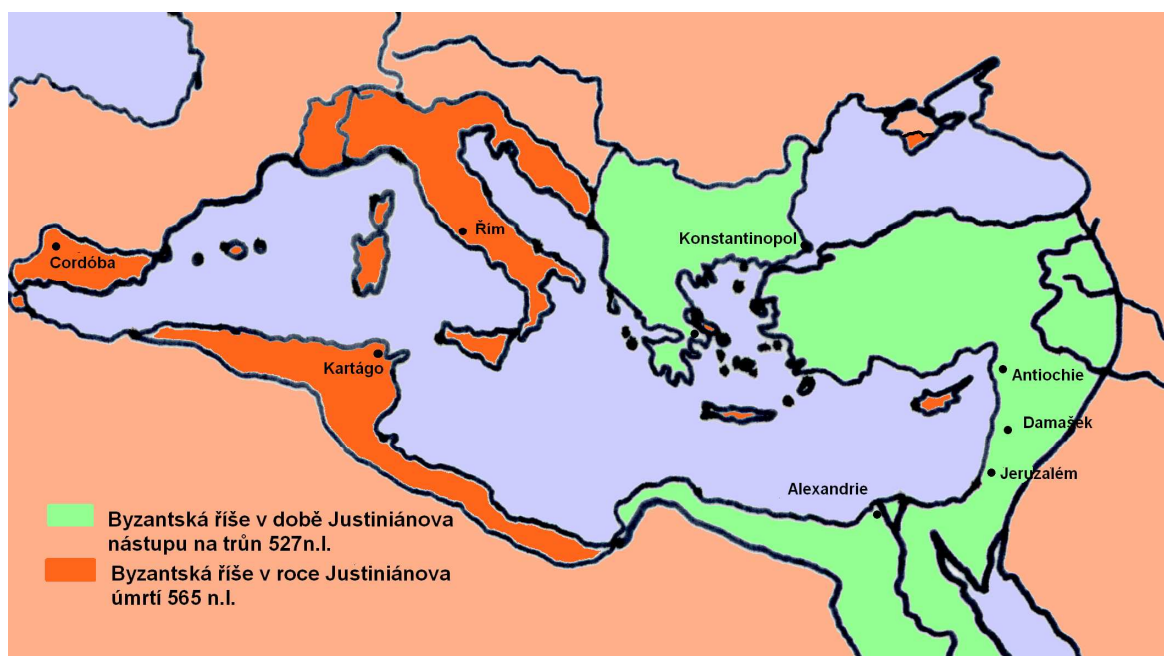 Řím
Konstantinopol
Cordóba
Kartágo
Antiochie
Damašek
Jeruzalém
Alexandrie
Byzantská říše v době Justiniánova
nástupu na trůn 527n.l.
Byzantská říše v roce Justiniánova
úmrtí 565 n.l.